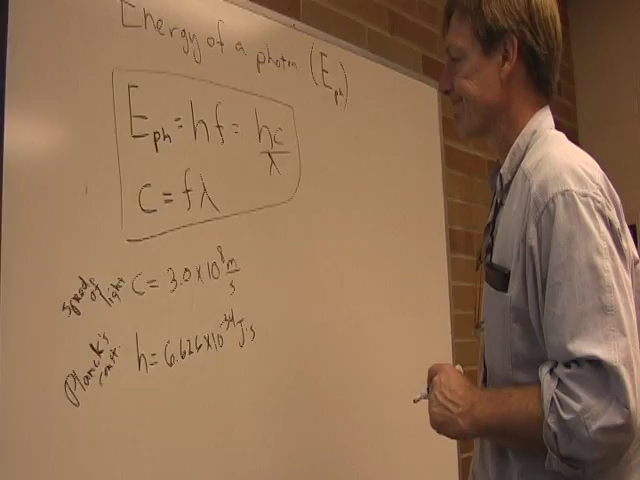 Energy of a photon (Eph)
Eph = hf = hc/λ
c = fλ
speed of light c = 3.0 x 10^8 m/s
Planck's const. h = 6.626 x 10^-34 J·s